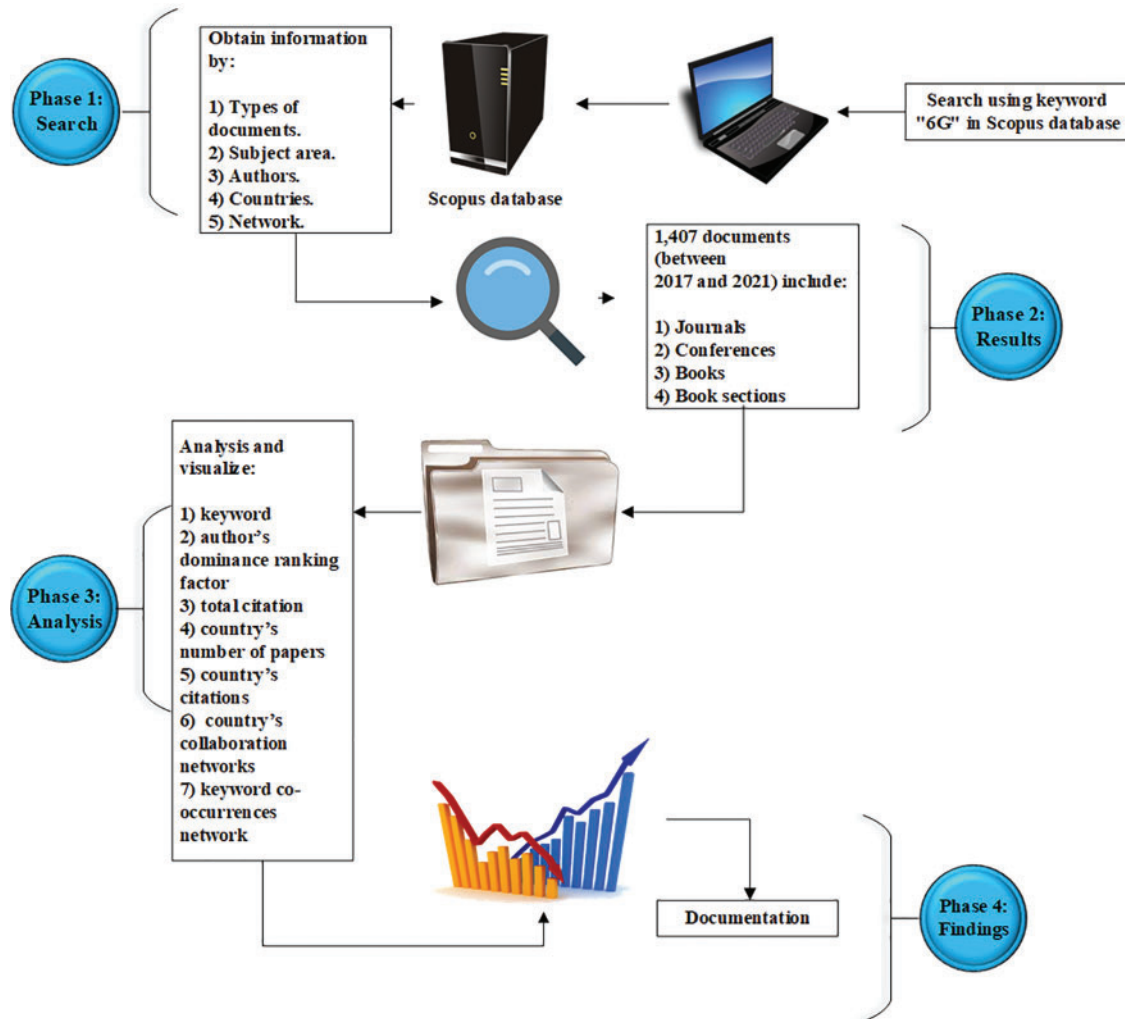 Phase 1:
Search
Obtain information
by:
1) Types of
documents.
2) Subject area.
3) Authors.
4) Countries.
5) Network.
Scopus database
Search using keyword
"6G" in Scopus database
1,407 documents
(between
2017 and 2021) include:
1) Journals
2) Conferences
3) Books
4) Book sections
Phase 2:
Results
Phase 3:
Analysis
Analysis and
visualize:
1) keyword
2) author’s
dominance ranking
factor
3) total citation
4) country’s
number of papers
5) country’s
citations
6) country’s
collaboration
networks
7) keyword co-
occurrences
network
Documentation
Phase 4:
Findings